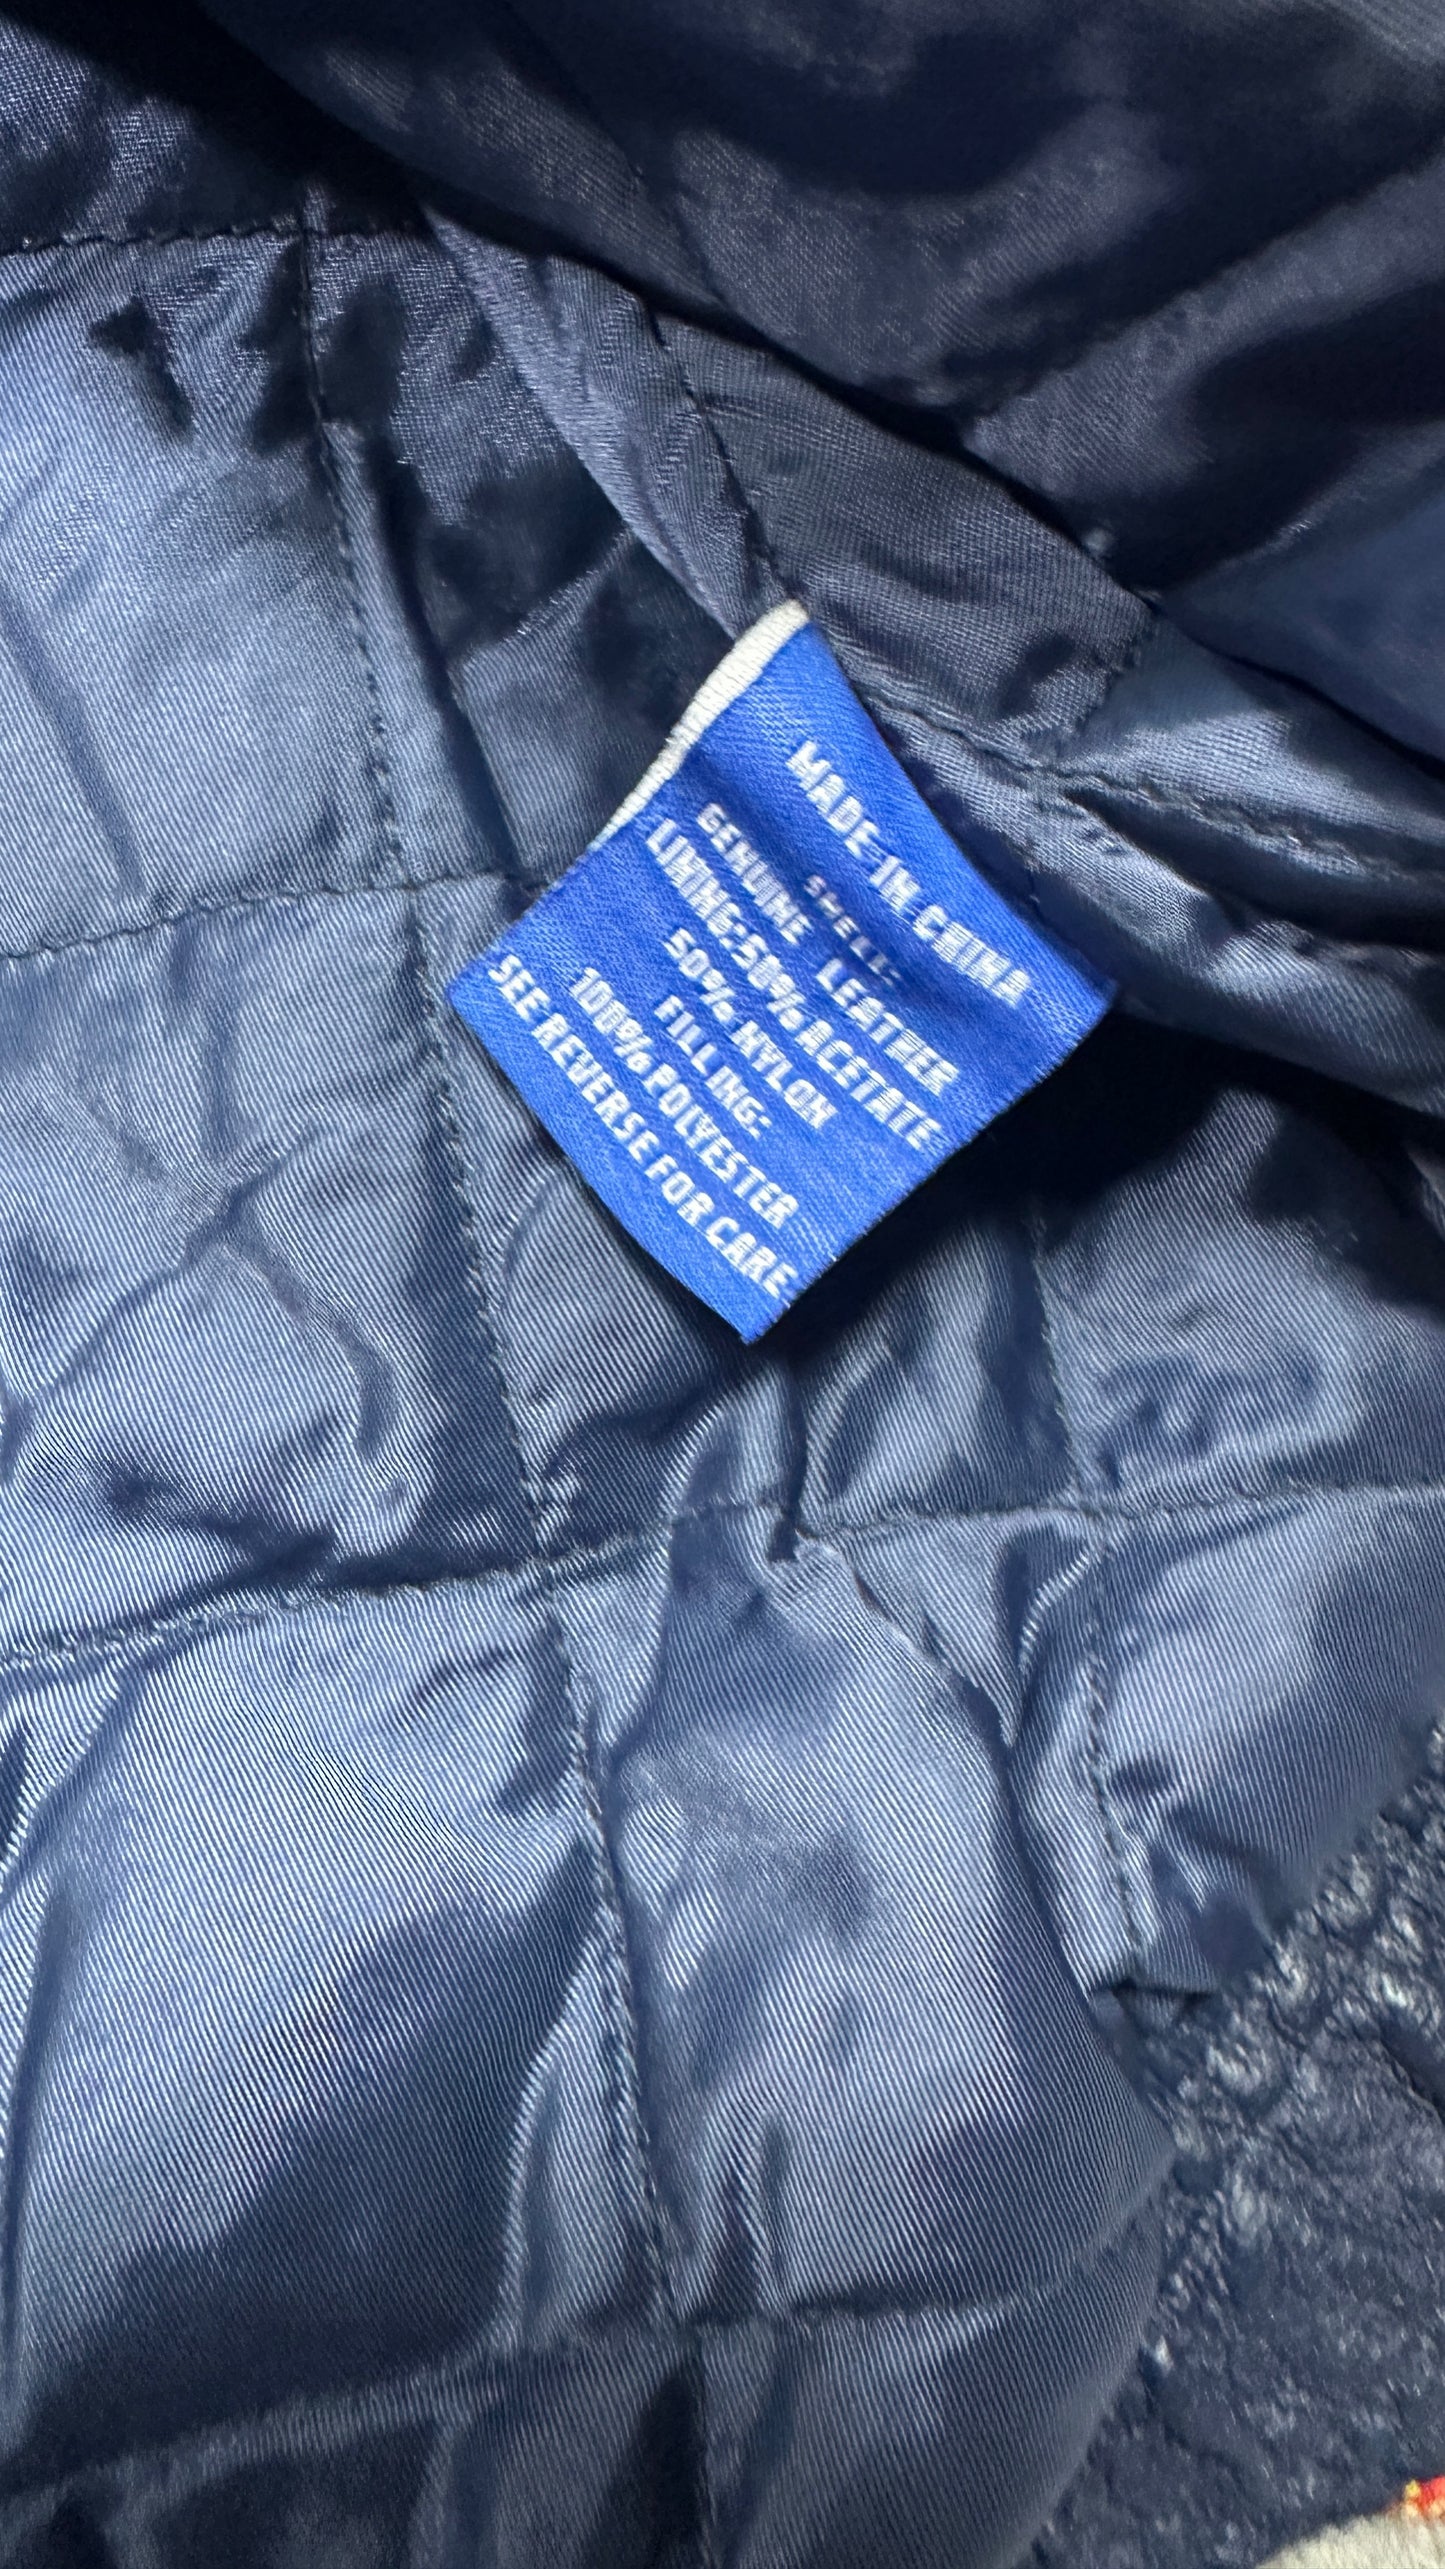 MADE IN CHINA
SHELL:
GENUINE LEATHER
LINING:50%ACETATE
50% NYLON
FILLING:
100%POLYESTER
SEE REVERSE FOR CARE